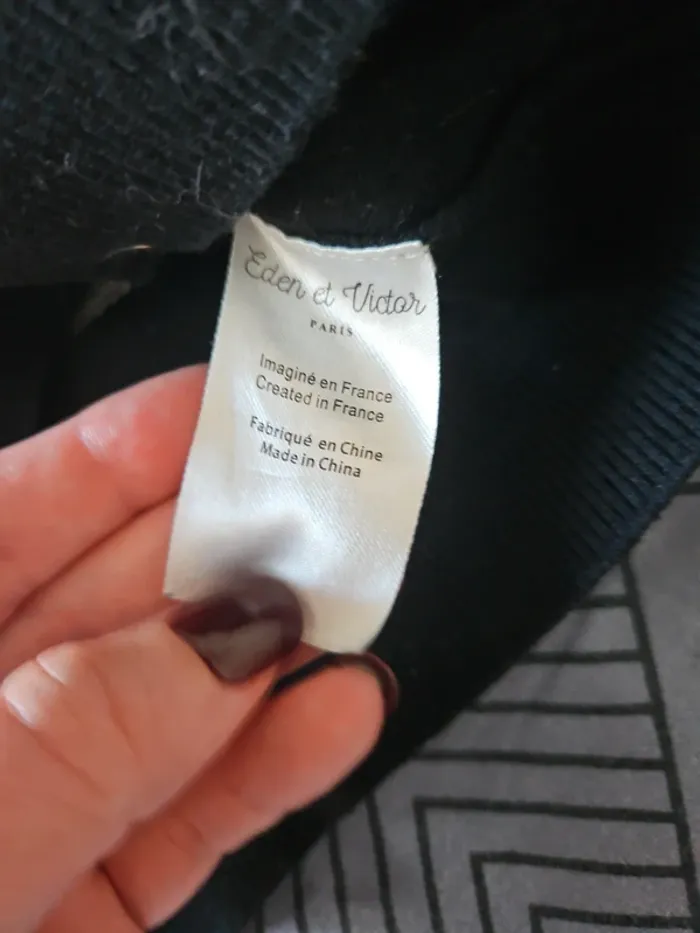 Eden et Victor
PARIS
Imaginé en France
Created in France
Fabriqué en Chine
Made in China